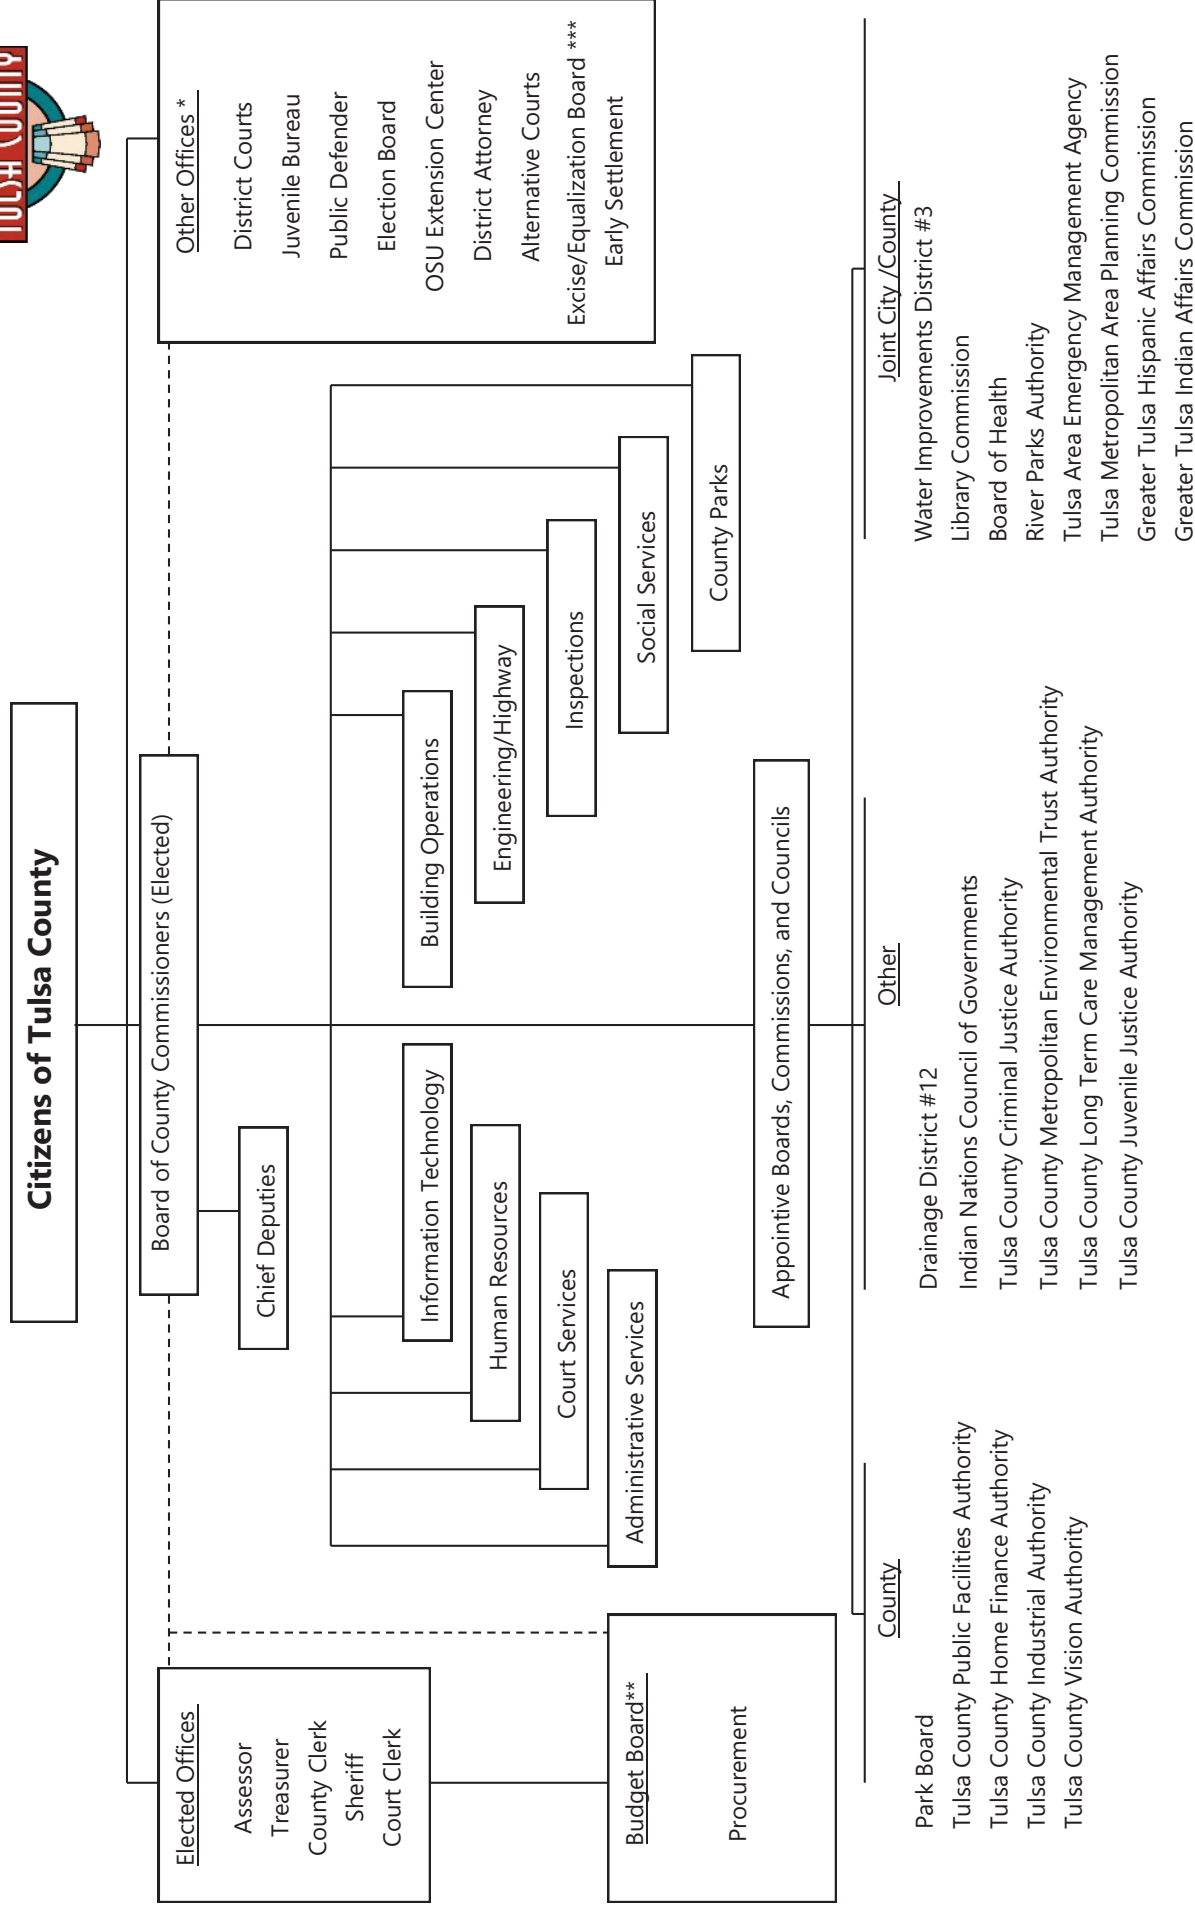 TULSA COUNTY
Citizens of Tulsa County
Board of County Commissioners (Elected)
Chief Deputies
Elected Offices
Assessor
Treasurer
County Clerk
Sheriff
Court Clerk
Other Offices *
District Courts
Juvenile Bureau
Public Defender
Election Board
OSU Extension Center
District Attorney
Alternative Courts
Excise/Equalization Board ***
Early Settlement
Information Technology
Human Resources
Court Services
Administrative Services
Building Operations
Engineering/Highway
Inspections
Social Services
County Parks
Budget Board**
Procurement
Appointive Boards, Commissions, and Councils
County
Park Board
Tulsa County Public Facilities Authority
Tulsa County Home Finance Authority
Tulsa County Industrial Authority
Tulsa County Vision Authority
Other
Drainage District #12
Indian Nations Council of Governments
Tulsa County Criminal Justice Authority
Tulsa County Metropolitan Environmental Trust Authority
Tulsa County Long Term Care Management Authority
Tulsa County Juvenile Justice Authority
Joint City /County
Water Improvements District #3
Library Commission
Board of Health
River Parks Authority
Tulsa Area Emergency Management Agency
Tulsa Metropolitan Area Planning Commission
Greater Tulsa Hispanic Affairs Commission
Greater Tulsa Indian Affairs Commission